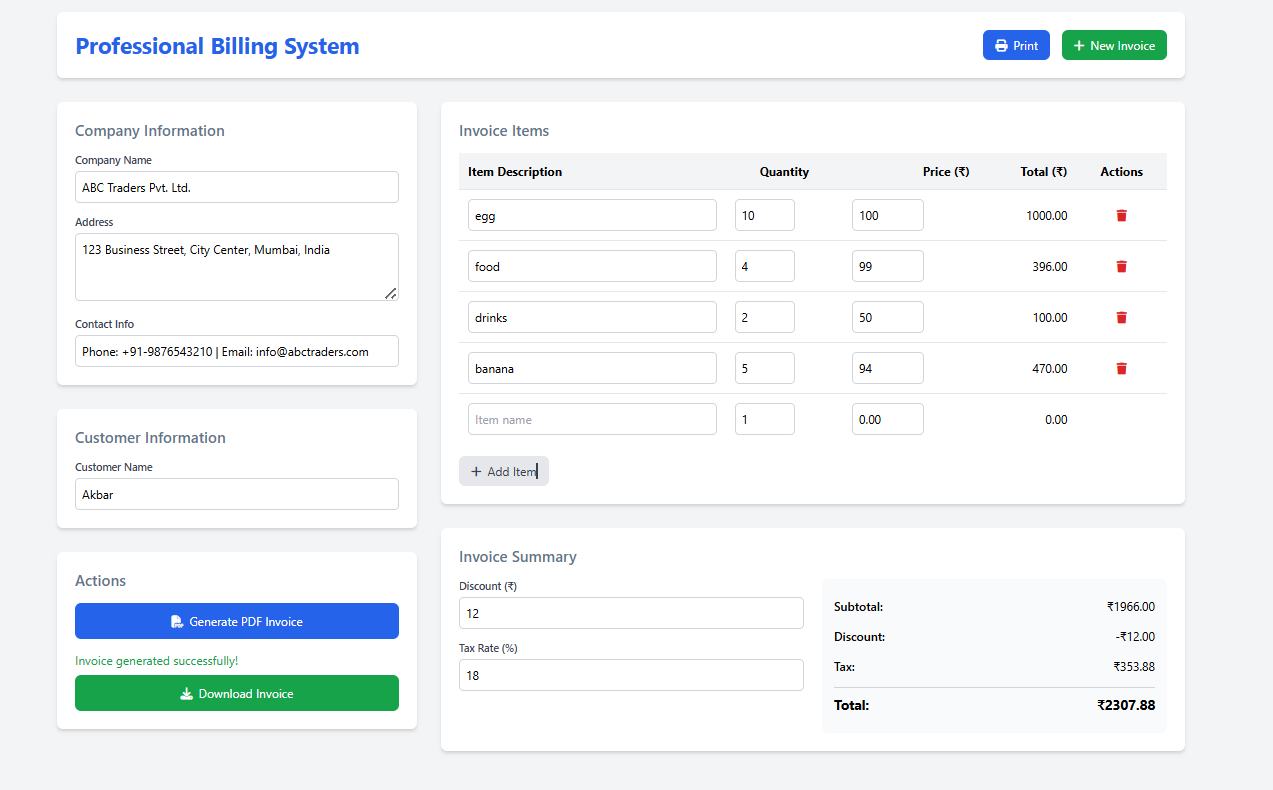 Professional Billing System
Print
New Invoice
Company Information
Company Name
ABC Traders Pvt. Ltd.
Address
123 Business Street, City Center, Mumbai, India
Contact Info
Phone: +91-9876543210 | Email: info@abctraders.com
Customer Information
Customer Name
Akbar
Actions
Generate PDF Invoice
Invoice generated successfully!
Download Invoice
Invoice Items
Item Description Quantity Price (₹) Total (₹) Actions
egg 10 100 1000.00
food 4 99 396.00
drinks 2 50 100.00
banana 5 94 470.00
Item name 1 0.00 0.00
+ Add Item
Invoice Summary
Discount (₹)
12
Tax Rate (%)
18
Subtotal: ₹1966.00
Discount: -₹12.00
Tax: ₹353.88
Total: ₹2307.88